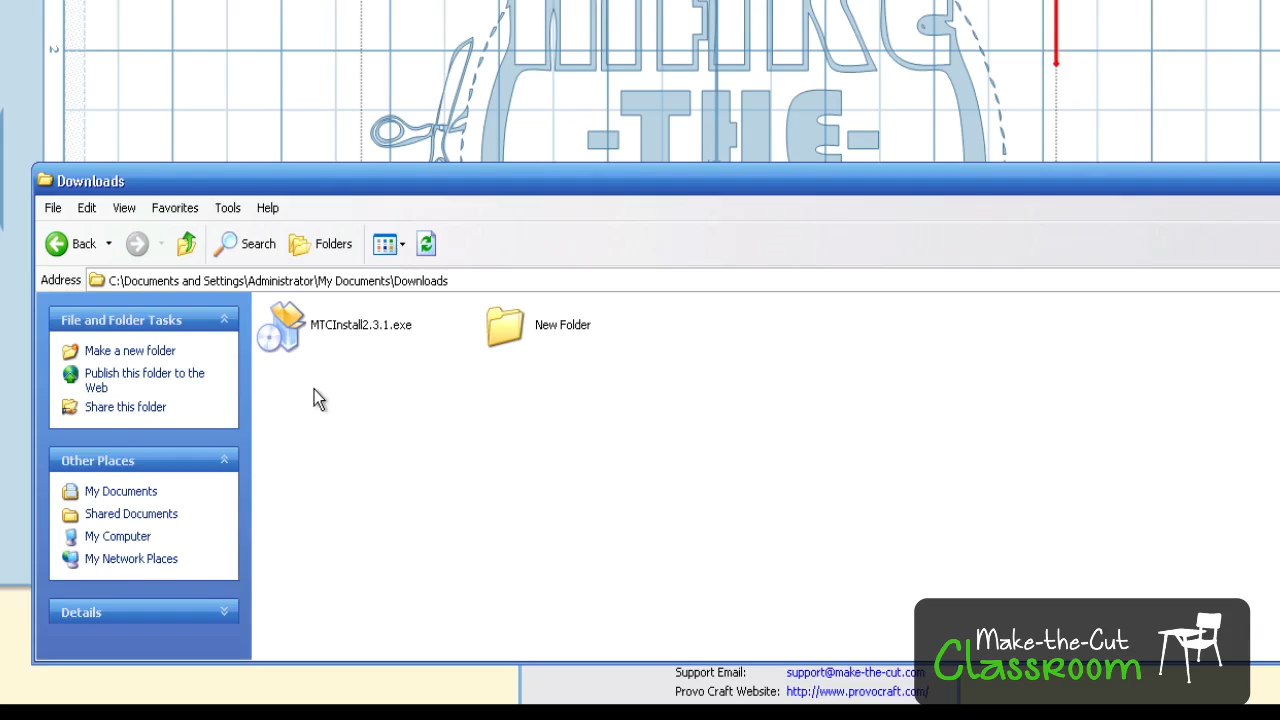 2
MAKE
-THE-
Downloads
File Edit View Favorites Tools Help
Back Search Folders
Address C:\Documents and Settings\Administrator\My Documents\Downloads
File and Folder Tasks
Make a new folder
Publish this folder to the
Web
Share this folder
Other Places
My Documents
Shared Documents
My Computer
My Network Places
Details
MTCInstall2.3.1.exe New Folder
Support Email: support@make-the-cut.com
Provo Craft Website: http://www.provocraft.com/
Make-the-Cut
Classroom